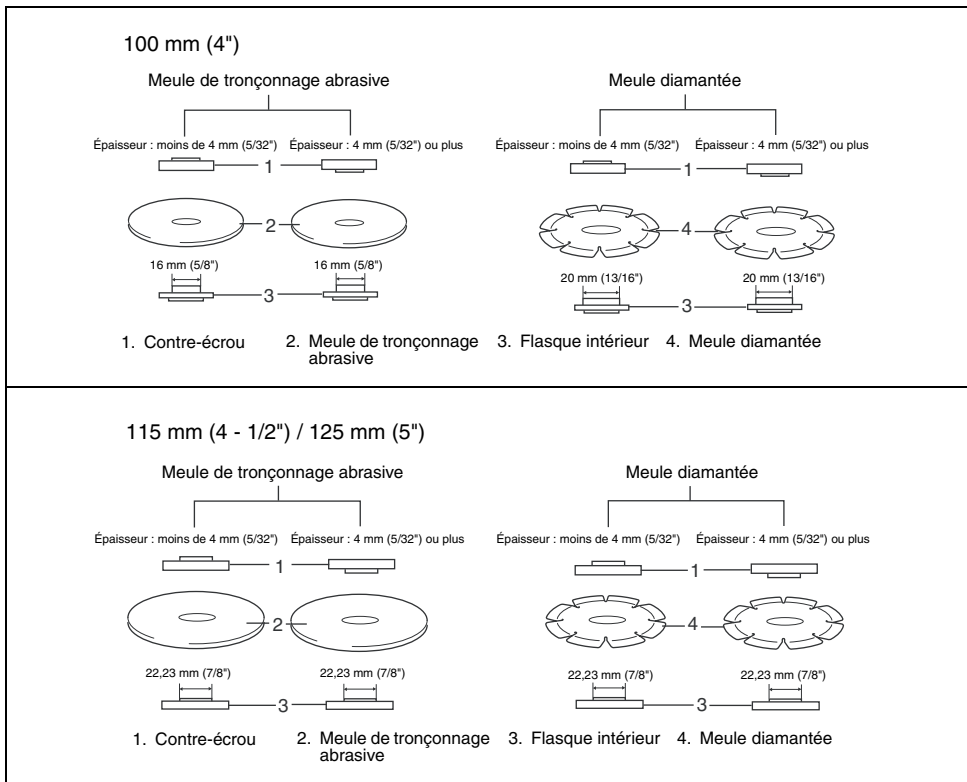 100 mm (4")
Meule de tronçonnage abrasive
Meule diamantée
Épaisseur : moins de 4 mm (5/32")
Épaisseur : 4 mm (5/32") ou plus
Épaisseur : moins de 4 mm (5/32")
Épaisseur : 4 mm (5/32") ou plus
1
1
2
4
16 mm (5/8")
16 mm (5/8")
20 mm (13/16")
20 mm (13/16")
3
3
1. Contre-écrou
2. Meule de tronçonnage
abrasive
3. Flasque intérieur
4. Meule diamantée
115 mm (4 - 1/2") / 125 mm (5")
Meule de tronçonnage abrasive
Meule diamantée
Épaisseur : moins de 4 mm (5/32")
Épaisseur : 4 mm (5/32") ou plus
Épaisseur : moins de 4 mm (5/32")
Épaisseur : 4 mm (5/32") ou plus
1
1
2
4
22,23 mm (7/8")
22,23 mm (7/8")
22,23 mm (7/8")
22,23 mm (7/8")
3
3
1. Contre-écrou
2. Meule de tronçonnage
abrasive
3. Flasque intérieur
4. Meule diamantée